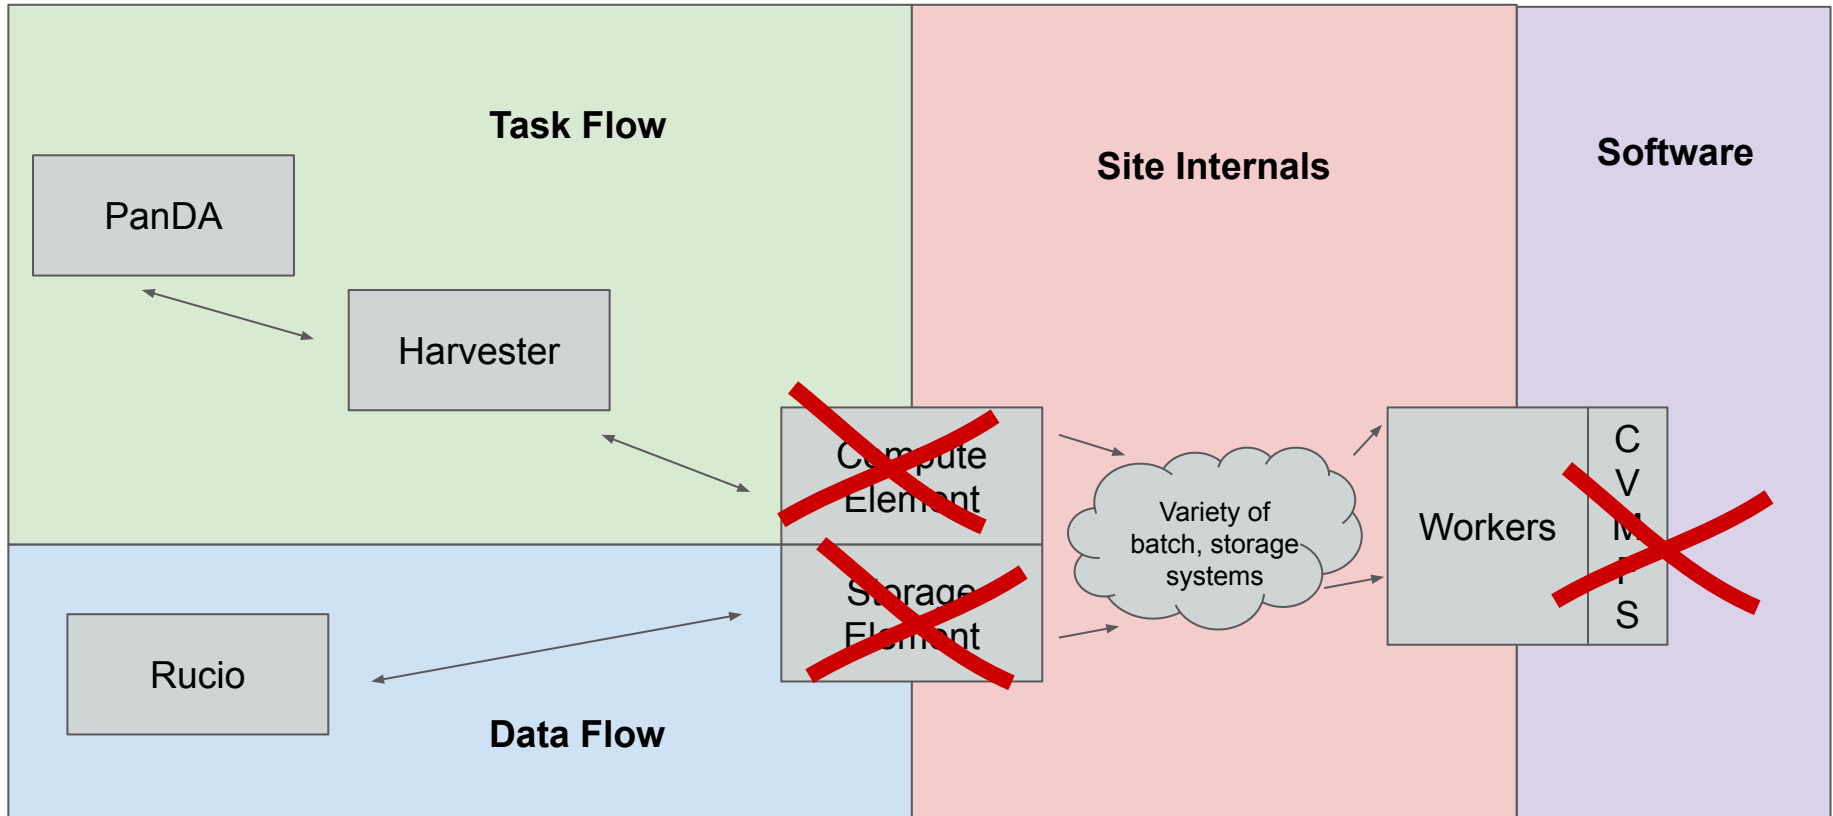 Task Flow
Site Internals
Software
PanDA
Harvester
Compute
Element
Storage
Element
Variety of
batch, storage
systems
Workers
C
V
M
F
S
Rucio
Data Flow